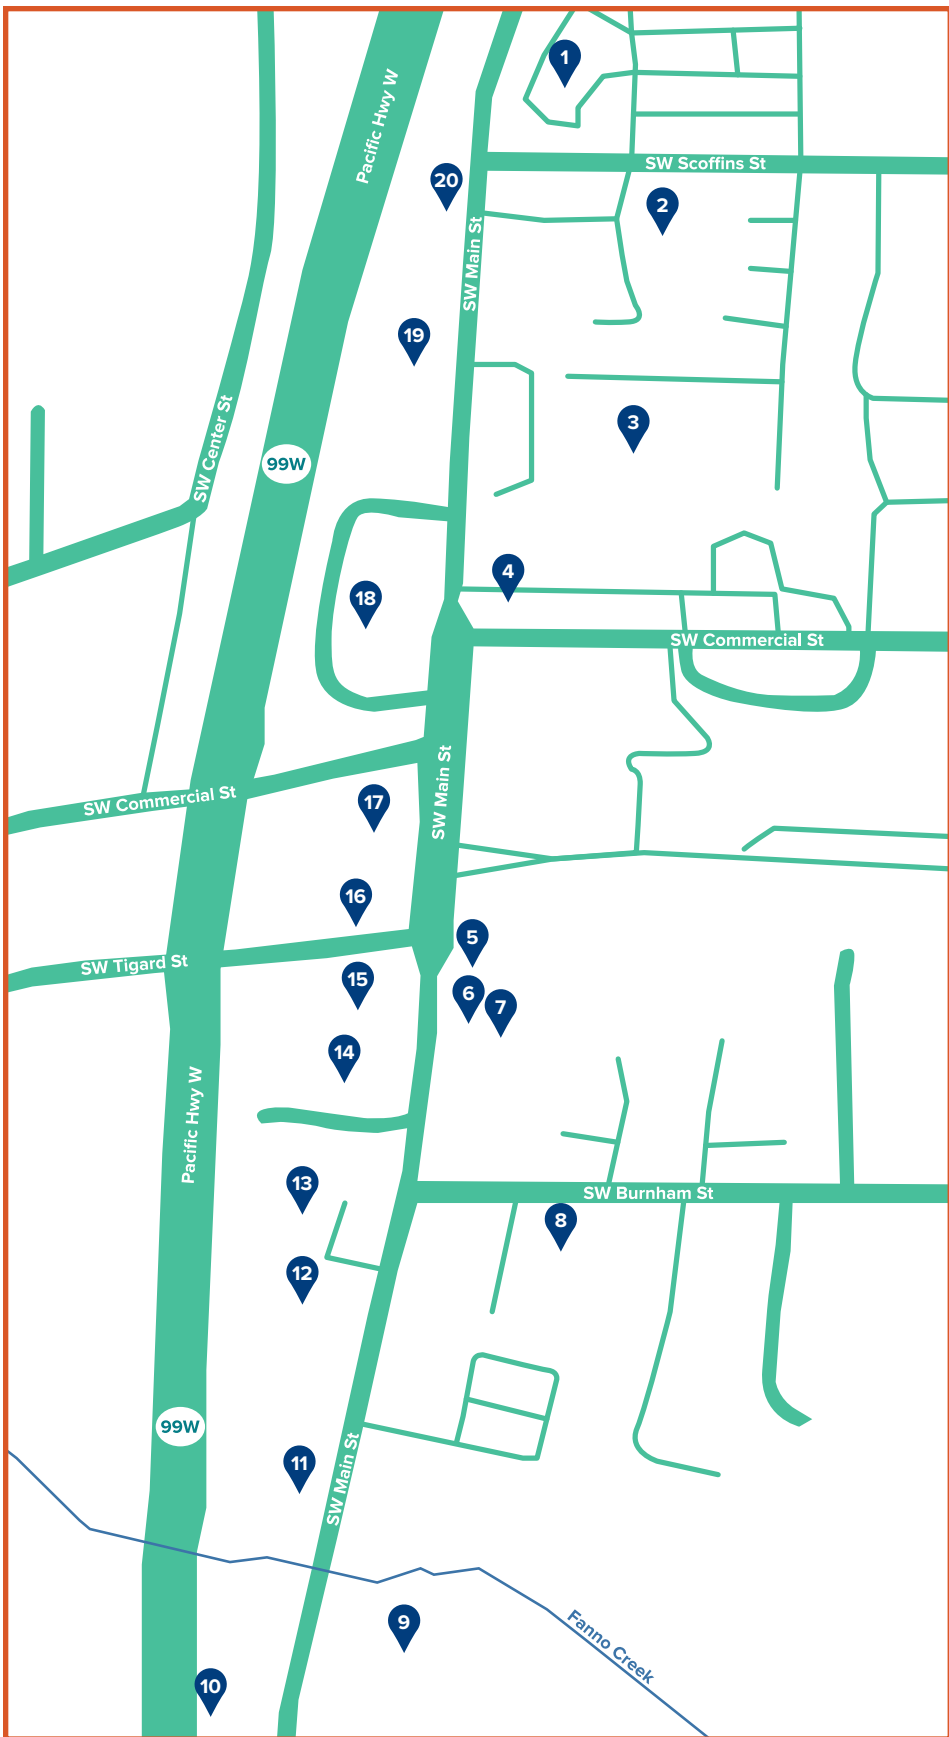 1
Pacific Hwy W
SW Scoffins St
20
2
SW Main St
19
SW Center St
3
99W
4
18
SW Commercial St
SW Main St
SW Commercial St
17
16
5
SW Tigard St
15
6
7
14
Pacific Hwy W
13
SW Burnham St
8
12
99W
11
SW Main St
9
Fanno Creek
10